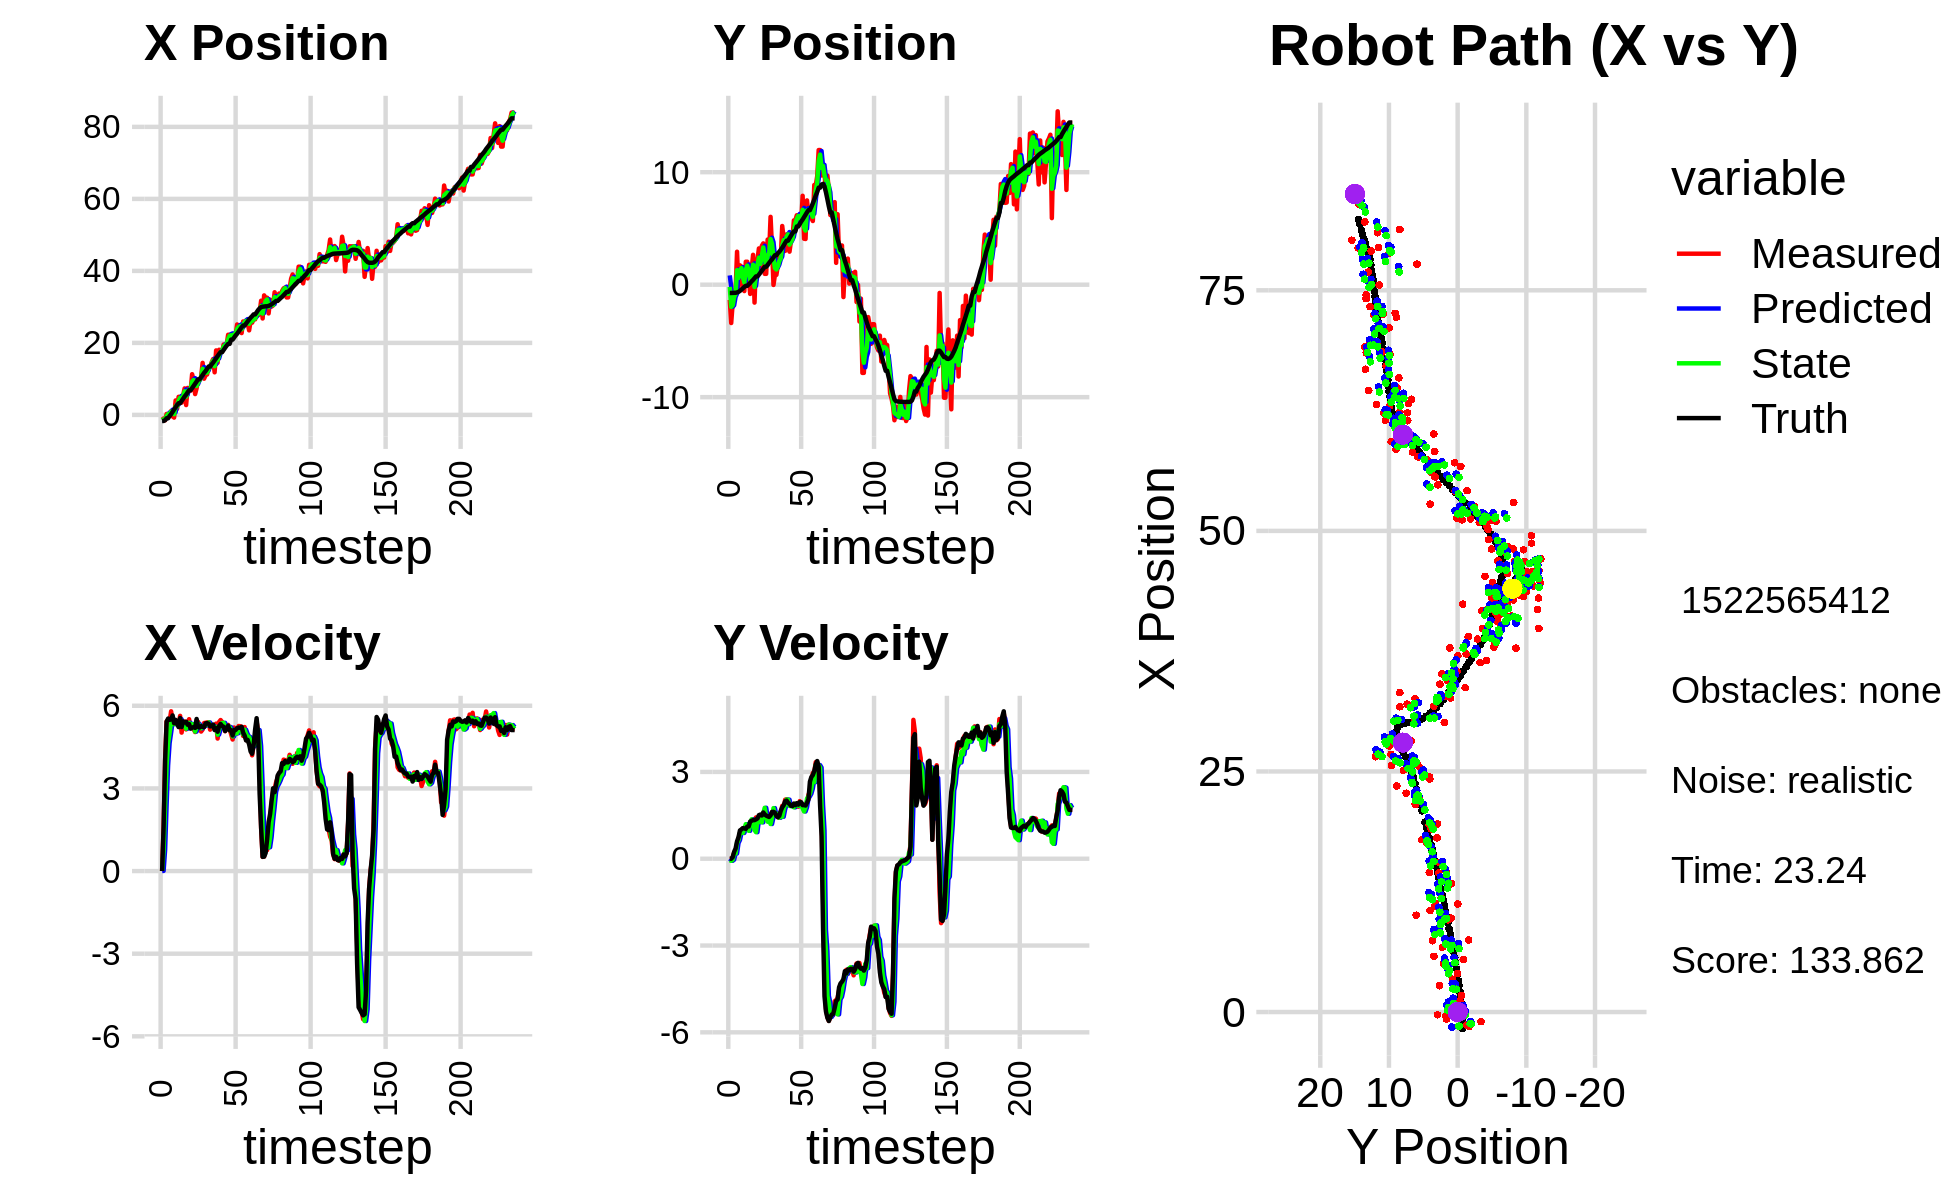 X Position
80
60
40
20
0
0
50
100
150
200
timestep
Y Position
10
0
-10
0
50
100
150
200
timestep
X Velocity
6
3
0
-3
-6
0
50
100
150
200
timestep
Y Velocity
3
0
-3
-6
0
50
100
150
200
timestep
Robot Path (X vs Y)
X Position
75
50
25
0
20 10 0 -10 -20
Y Position
variable
Measured
Predicted
State
Truth
1522565412
Obstacles: none
Noise: realistic
Time: 23.24
Score: 133.862